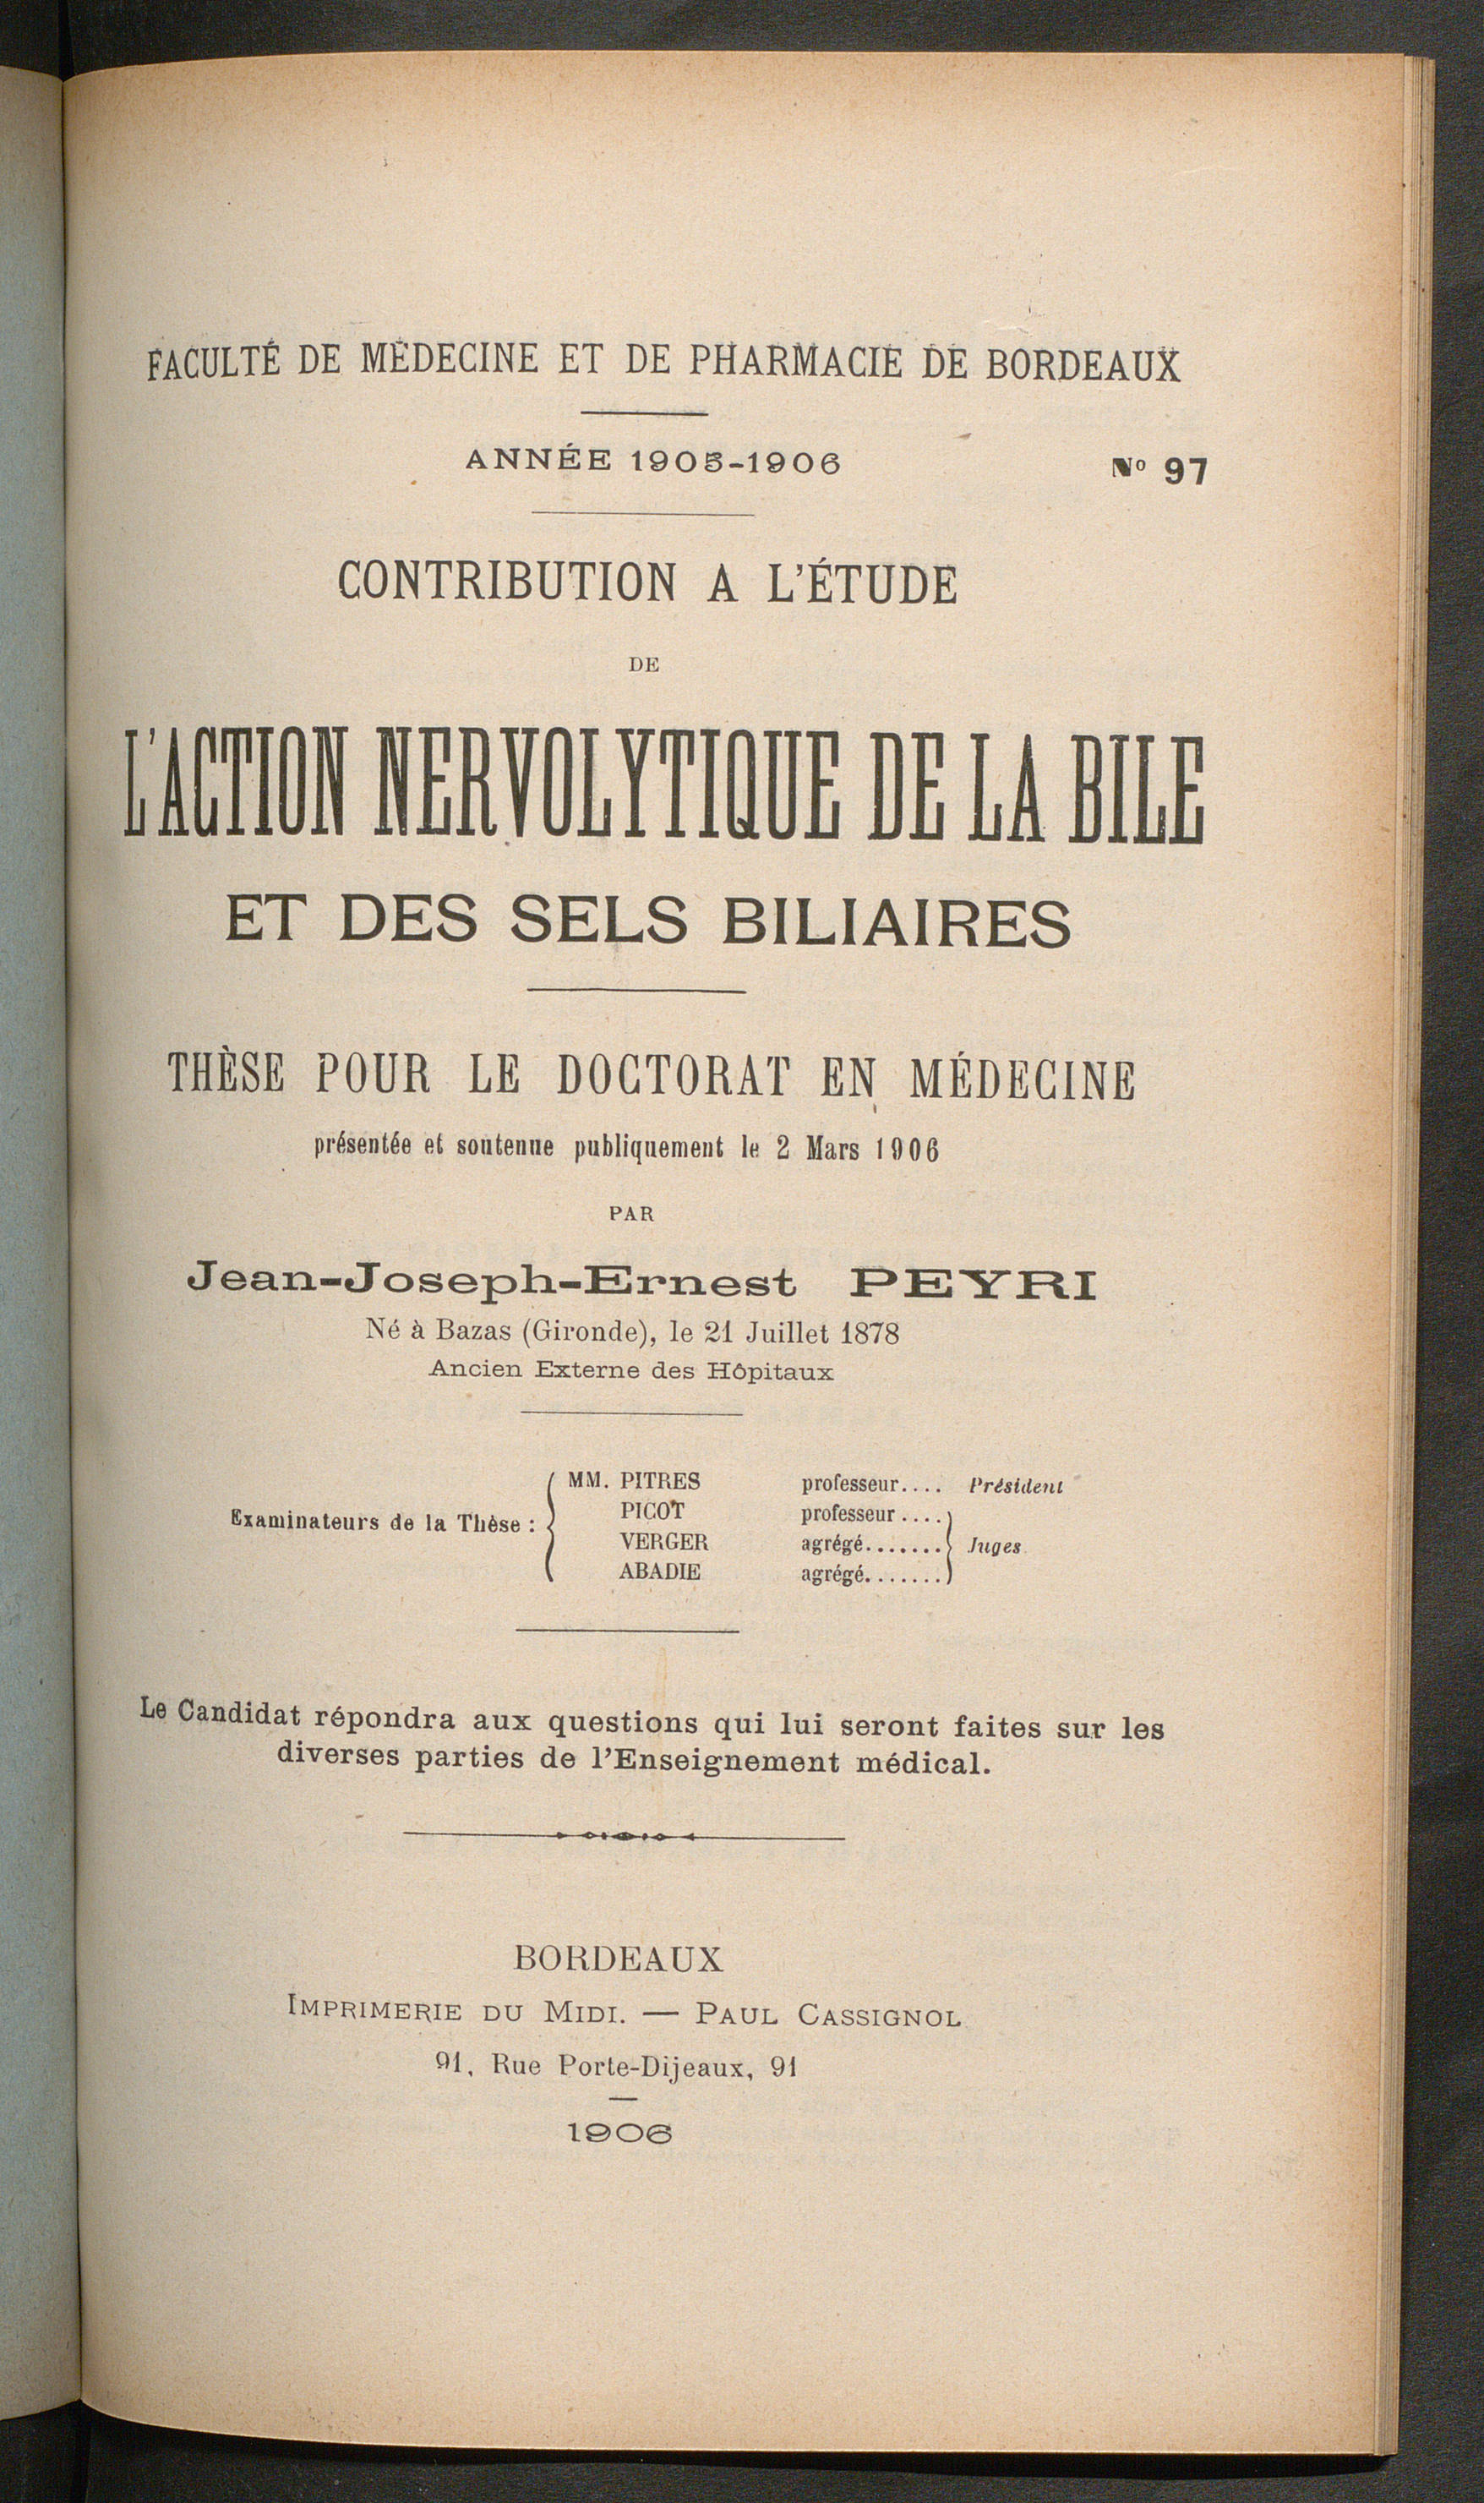 FACULTÉ DE MÉDECINE ET DE PHARMACIE DE BORDEAUX
ANNÉE 1905-1906 Nº 97
CONTRIBUTION A L'ÉTUDE
DE
L'ACTION NERVOLYTIQUE DE LA BILE
ET DES SELS BILIAIRES
THÈSE POUR LE DOCTORAT EN MÉDECINE
présentée et soutenue publiquement le 2 Mars 1906
PAR
Jean-Joseph-Ernest PEYRI
Né à Bazas (Gironde), le 21 Juillet 1878
Ancien Externe des Hôpitaux
Examinateurs de la Thèse :
MM. PITRES professeur.... Président
PICOT professeur....
VERGER agrégé....... Juges
ABADIE agrégé.......
Le Candidat répondra aux questions qui lui seront faites sur les
diverses parties de l'Enseignement médical.
BORDEAUX
IMPRIMERIE DU MIDI. — PAUL CASSIGNOL
91, Rue Porte-Dijeaux, 91
1906